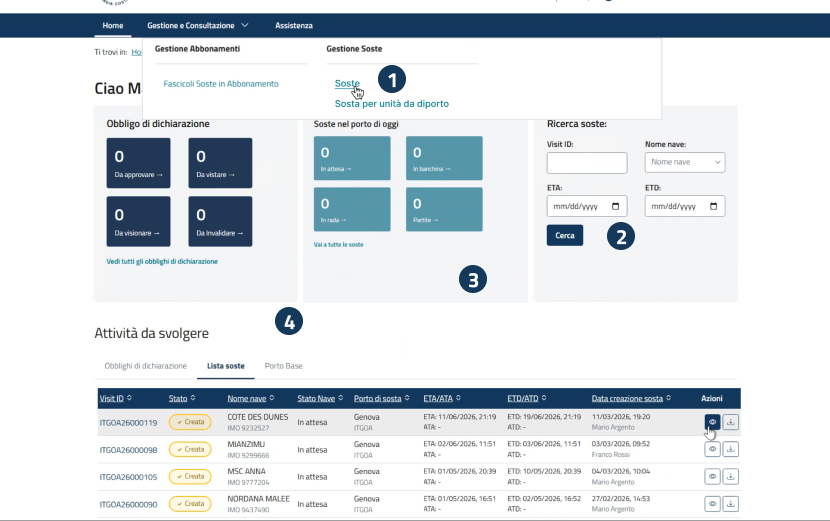 Home Gestione e Consultazione Assistenza
Ti trovi in: Ho
Gestione Abbonamenti
Gestione Soste
Fascicoli Soste in Abbonamento
Soste
1
Sosta per unità da diporto
Ciao M
Obbligo di dichiarazione
0
Da approvare →
0
Da vistare →
0
Da visionare →
0
Da Invalidare →
Vedi tutti gli obblighi di dichiarazione
Soste nel porto di oggi
0
In attesa →
0
In banchina →
0
In rada →
0
Partite →
Vai a tutte le soste
3
Ricerca soste:
Visit ID: Nome nave:
Nome nave
ETA: ETD:
mm/dd/yyyy mm/dd/yyyy
Cerca
2
4
Attività da svolgere
Obblighi di dichiarazione Lista soste Porto Base
Visit ID Stato Nome nave Stato Nave Porto di sosta ETA/ATA ETD/ATD Data creazione sosta Azioni
ITGOA26000119 Creata COTE DES DUNES In attesa Genova ETA: 11/06/2026, 21:19 ETD: 19/06/2026, 21:19 11/03/2026, 19:20
IMO 9232527 ITGOA ATA: - ATD: - Mario Argento
ITGOA26000098 Creata MIANZIMU In attesa Genova ETA: 02/06/2026, 11:51 ETD: 03/06/2026, 11:51 03/03/2026, 09:52
IMO 9299666 ITGOA ATA: - ATD: - Franco Rossi
ITGOA26000105 Creata MSC ANNA In attesa Genova ETA: 01/05/2026, 20:39 ETD: 10/05/2026, 20:39 04/03/2026, 10:04
IMO 9777204 ITGOA ATA: - ATD: - Mario Argento
ITGOA26000090 Creata NORDANA MALEE In attesa Genova ETA: 01/05/2026, 16:51 ETD: 02/05/2026, 16:52 27/02/2026, 14:53
IMO 9437490 ITGOA ATA: - ATD: - Mario Argento